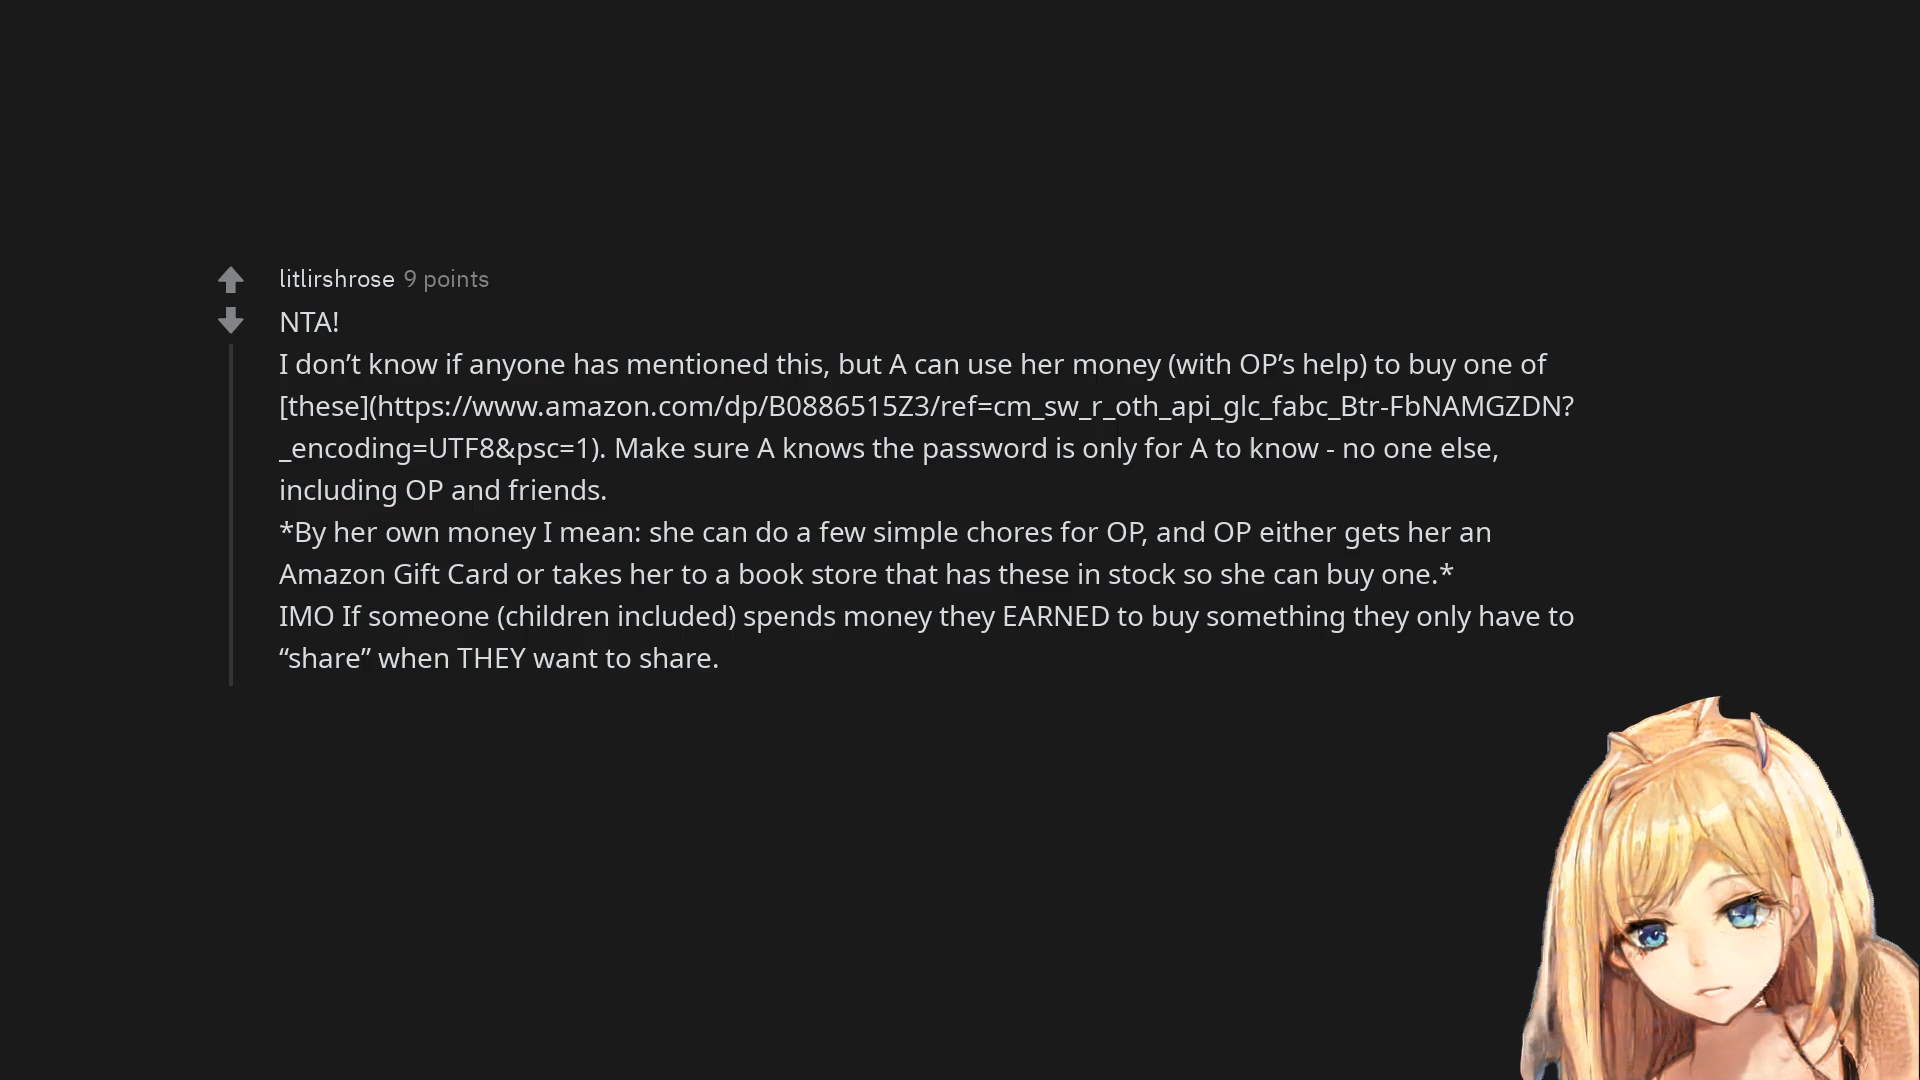 litlirshrose 9 points
NTA!
I don’t know if anyone has mentioned this, but A can use her money (with OP’s help) to buy one of
[these](https://www.amazon.com/dp/B0886515Z3/ref=cm_sw_r_oth_api_glc_fabc_Btr-FbNAMGZDN?
_encoding=UTF8&psc=1). Make sure A knows the password is only for A to know - no one else,
including OP and friends.
*By her own money I mean: she can do a few simple chores for OP, and OP either gets her an
Amazon Gift Card or takes her to a book store that has these in stock so she can buy one.*
IMO If someone (children included) spends money they EARNED to buy something they only have to
“share” when THEY want to share.